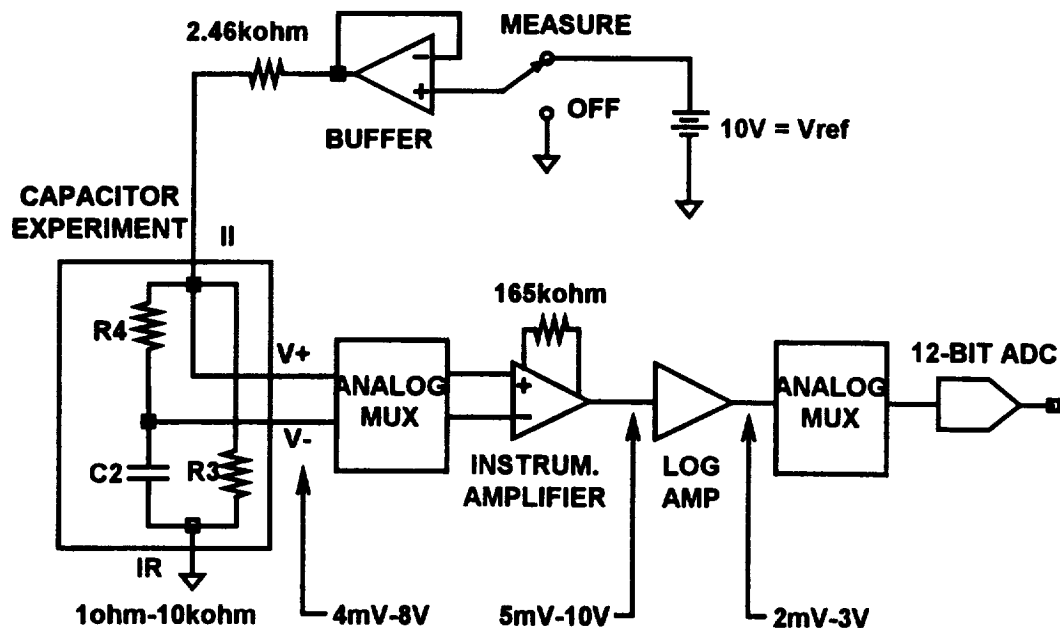 2.46kohm
MEASURE
-
+
BUFFER
OFF
10V = Vref
CAPACITOR
EXPERIMENT
II
R4
V+
V-
C2
R3
IR
1ohm-10kohm
ANALOG
MUX
165kohm
+
-
INSTRUM.
AMPLIFIER
LOG
AMP
ANALOG
MUX
12-BIT ADC
4mV-8V
5mV-10V
2mV-3V